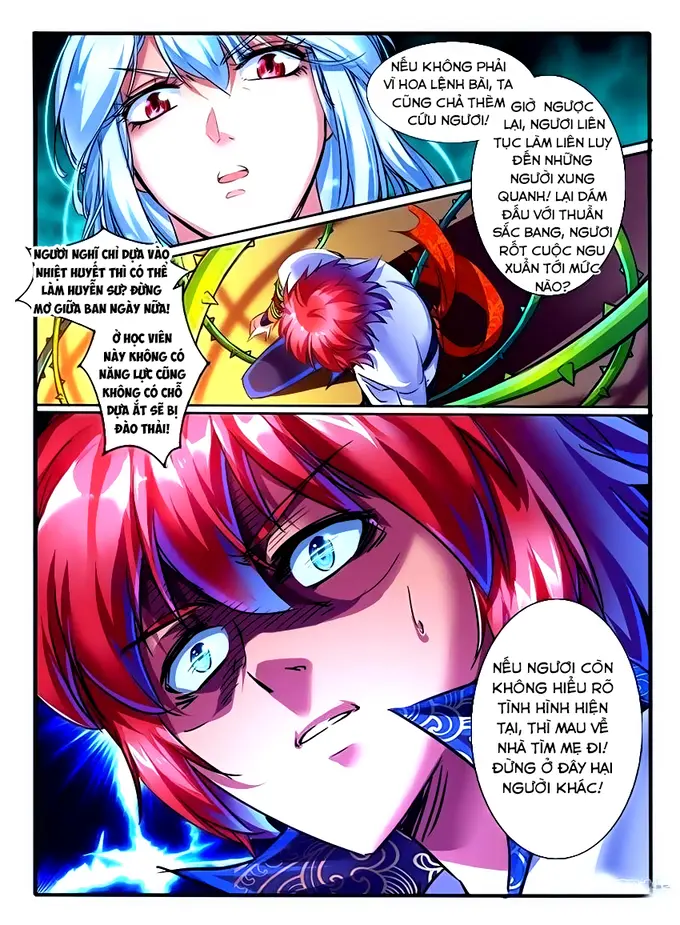 NẾU KHÔNG PHẢI
VÌ HOA LỆNH BÀI, TA
CŨNG CHẢ THÈM
CỨU NGƯƠI!
GIỜ NGƯỢC
LẠI, NGƯƠI LIÊN
TỤC LÀM LIÊN LUỴ
ĐẾN NHỮNG
NGƯỜI XUNG
QUANH! LẠI DÁM
ĐẤU VỚI THUẦN
SẮC BANG, NGƯƠI
RỐT CUỘC NGU
XUẨN TỚI MỨC
NÀO?
NGƯƠI NGHĨ CHỈ DỰA VÀO
NHIỆT HUYẾT THÌ CÓ THỂ
LÀM HUYỄN SƯ? ĐỪNG
MƠ GIỮA BAN NGÀY NỮA!
Ở HỌC VIÊN
NÀY KHÔNG CÓ
NĂNG LỰC CŨNG
KHÔNG CÓ CHỖ
DỰA ẮT SẼ BỊ
ĐÀO THẢI!
NẾU NGƯƠI CÒN
KHÔNG HIỂU RÕ
TÌNH HÌNH HIỆN
TẠI, THÌ MAU VỀ
NHÀ TÌM MẸ ĐI!
ĐỪNG Ở ĐÂY HẠI
NGƯỜI KHÁC!